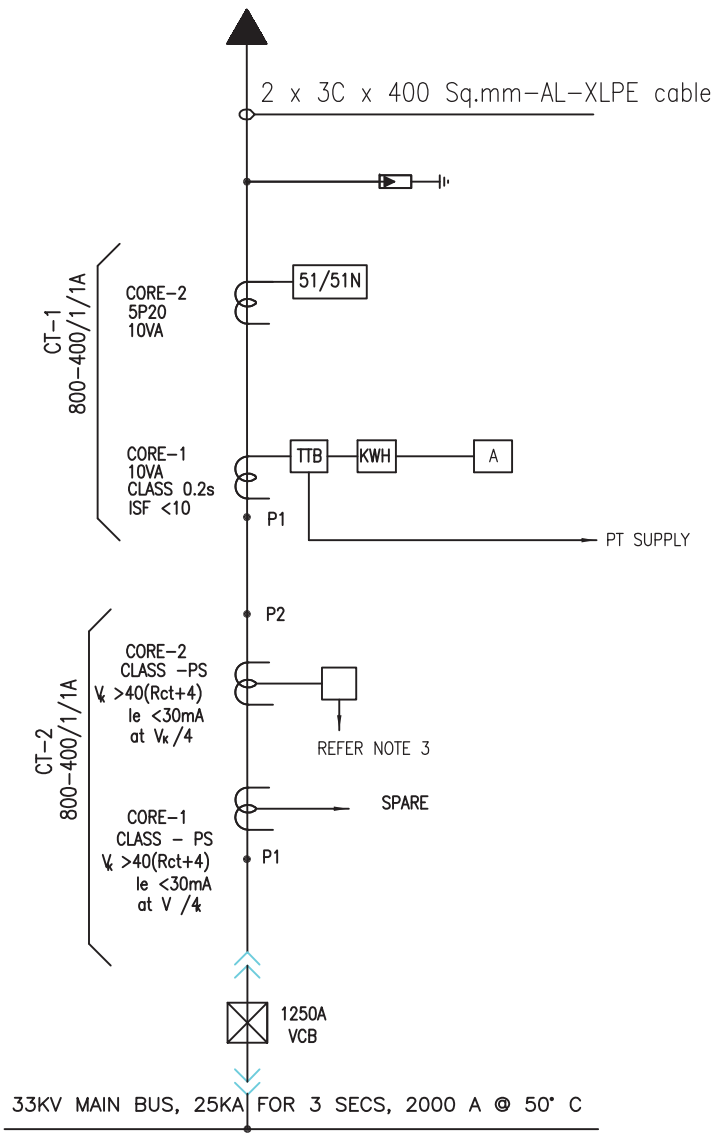 2 x 3C x 400 Sq.mm-AL-XLPE cable
51/51N
CORE-2
5P20
10VA
CT-1
800-400/1/1A
CORE-1
10VA
CLASS 0.2s
ISF <10
TTB
KWH
A
P1
PT SUPPLY
P2
CORE-2
CLASS -PS
Vk >40(Rct+4)
Ie <30mA
at Vk /4
REFER NOTE 3
CT-2
800-400/1/1A
SPARE
CORE-1
CLASS - PS
Vk >40(Rct+4)
Ie <30mA
at V /4k
P1
1250A
VCB
33KV MAIN BUS, 25KA FOR 3 SECS, 2000 A @ 50° C